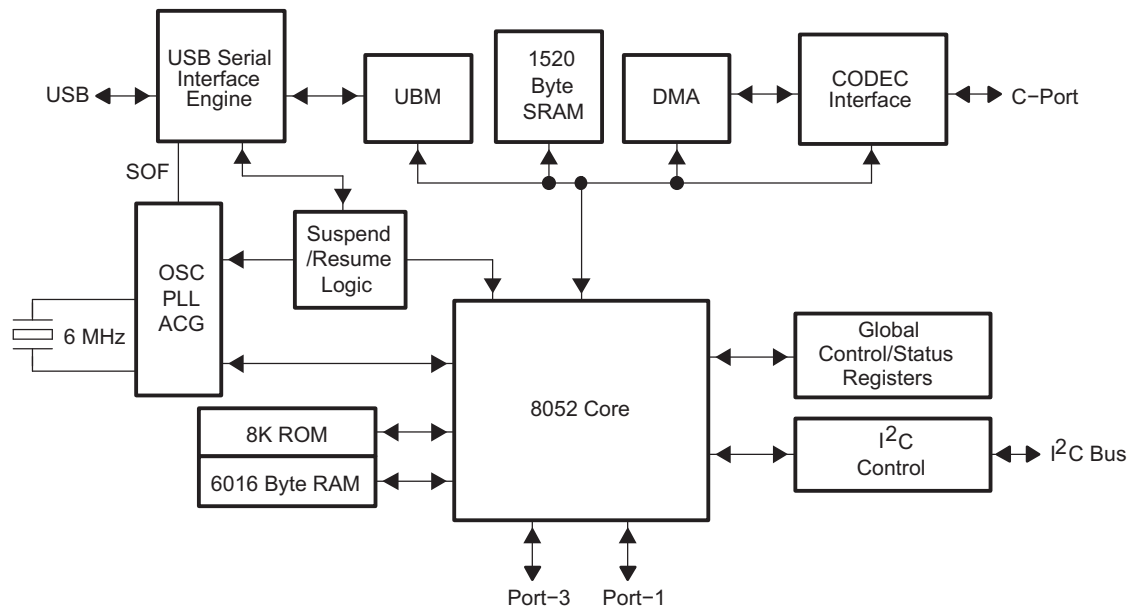 USB Serial
Interface
Engine
USB
UBM
1520
Byte
SRAM
DMA
CODEC
Interface
C−Port
SOF
Suspend
/Resume
Logic
OSC
PLL
ACG
6 MHz
8052 Core
Global
Control/Status
Registers
8K ROM
6016 Byte RAM
I2C
Control
I2C Bus
Port−3
Port−1